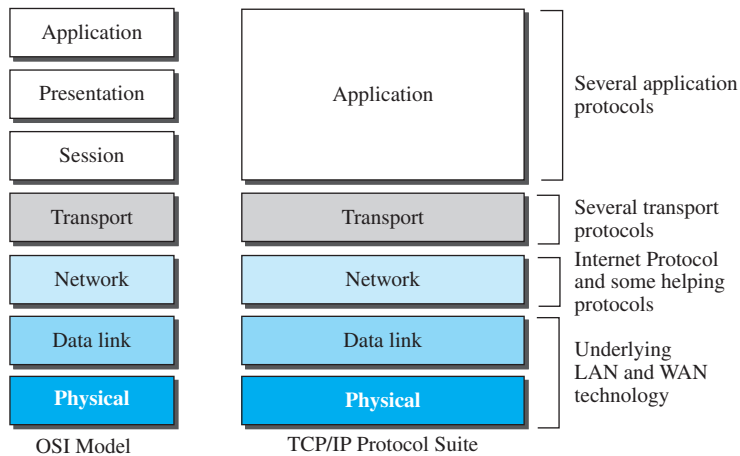 Application
Presentation
Session
Transport
Network
Data link
Physical
OSI Model
Application
Transport
Network
Data link
Physical
TCP/IP Protocol Suite
Several application
protocols
Several transport
protocols
Internet Protocol
and some helping
protocols
Underlying
LAN and WAN
technology